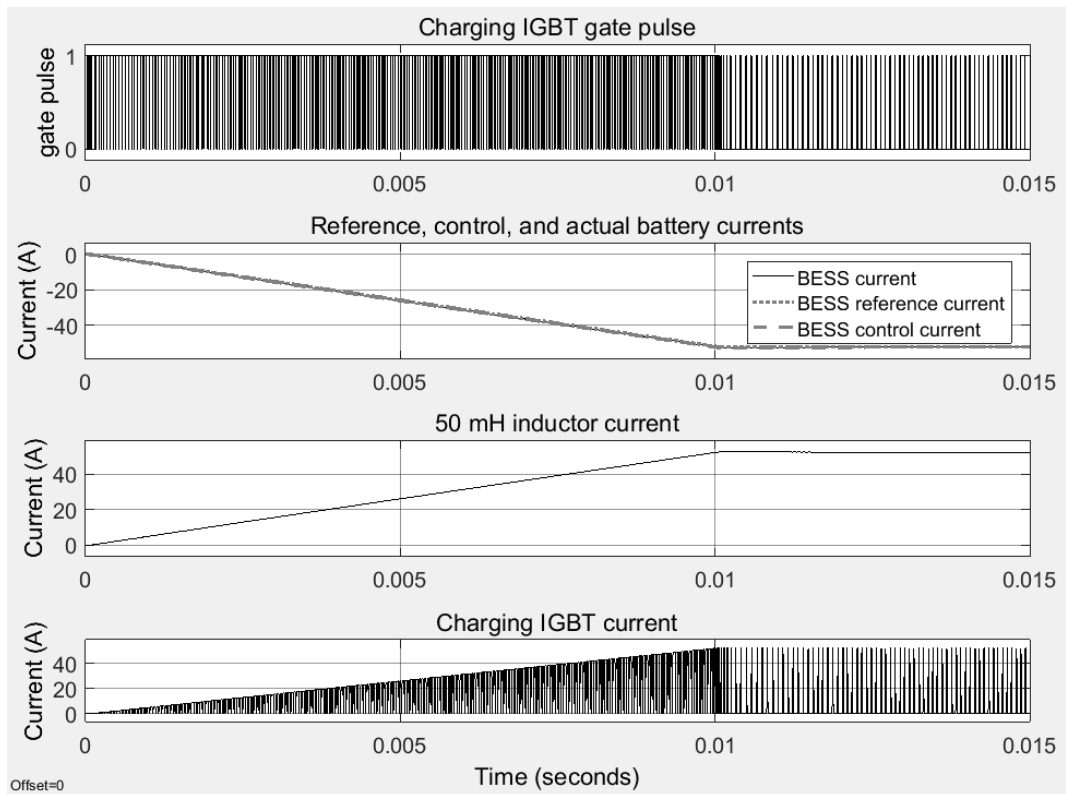 Charging IGBT gate pulse
gate pulse
1
0
0 0.005 0.01 0.015
Reference, control, and actual battery currents
Current (A)
0
-20
-40
BESS current
BESS reference current
BESS control current
0 0.005 0.01 0.015
50 mH inductor current
Current (A)
40
20
0
0 0.005 0.01 0.015
Charging IGBT current
Current (A)
40
20
0
0 0.005 0.01 0.015
Time (seconds)
Offset=0